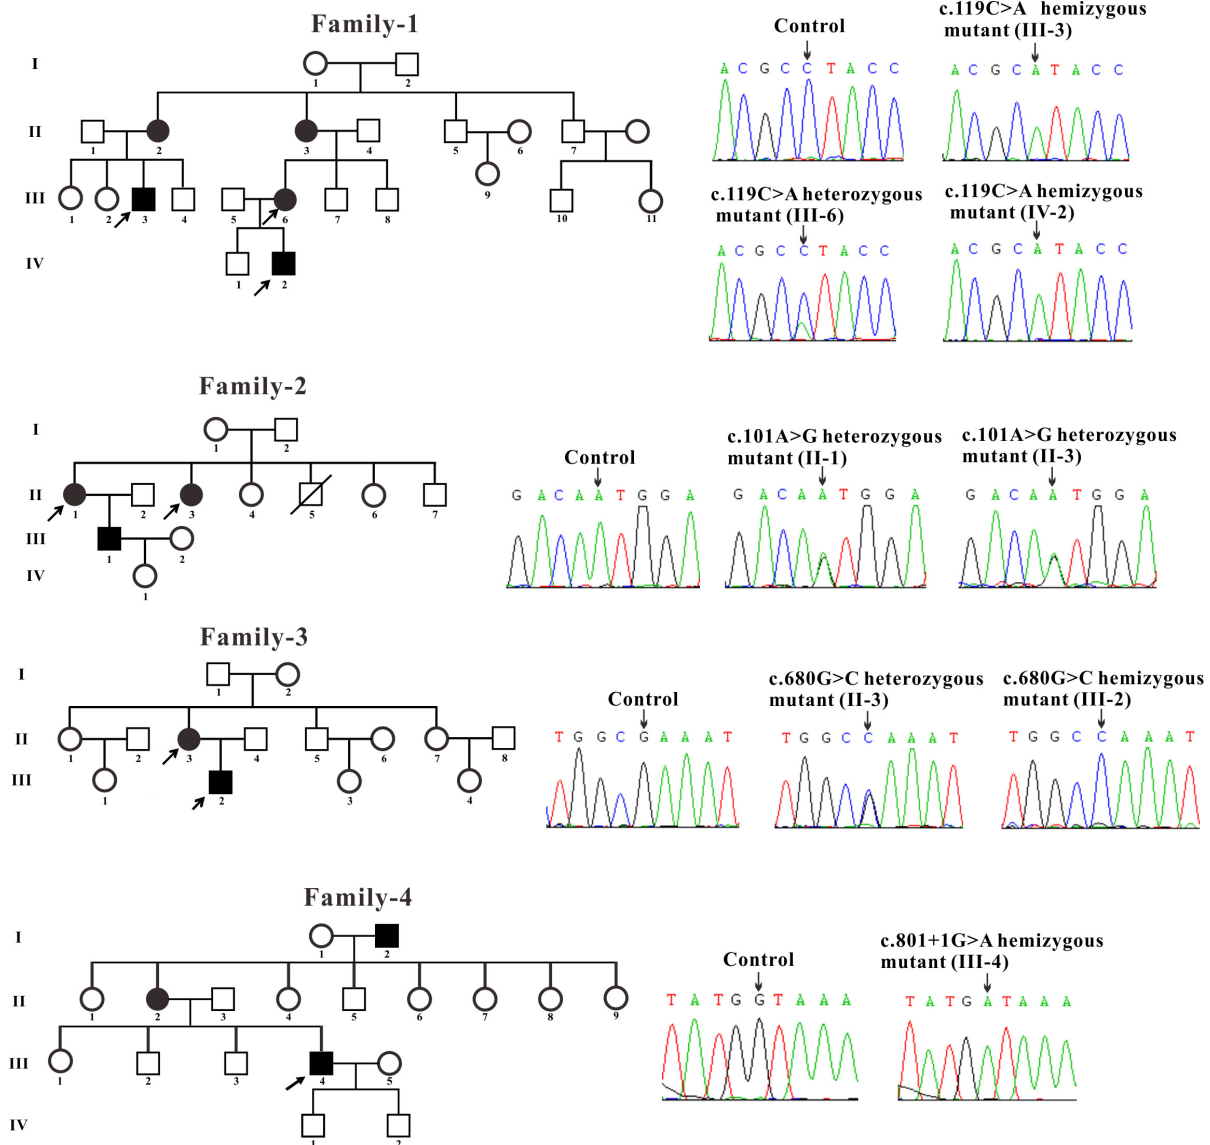 Family-1
I
1 2
II
1 2 3 4 5 6 7
9
III
1 2 3 4 5 6 7 8 10 11
IV
1 2
Control
A C G C C T A C C
c.119C>A hemizygous
mutant (III-3)
A C G C A T A C C
c.119C>A heterozygous
mutant (III-6)
A C G C C T A C C
c.119C>A hemizygous
mutant (IV-2)
A C G C A T A C C
Family-2
I
1 2
II
1 2 3 4 5 6 7
III
1 2
IV
1
Control
G A C A A T G G A
c.101A>G heterozygous
mutant (II-1)
G A C A A T G G A
c.101A>G heterozygous
mutant (II-3)
G A C A A T G G A
Family-3
I
1 2
II
1 2 3 4 5 6 7 8
III
1 2 3 4
Control
T G G C G A A A T
c.680G>C heterozygous
mutant (II-3)
T G G C C A A A T
c.680G>C hemizygous
mutant (III-2)
T G G C C A A A T
Family-4
I
1 2
II
1 2 3 4 5 6 7 8 9
III
1 2 3 4 5
IV
1 2
Control
T A T G G T A A A
c.801+1G>A hemizygous
mutant (III-4)
T A T G A T A A A